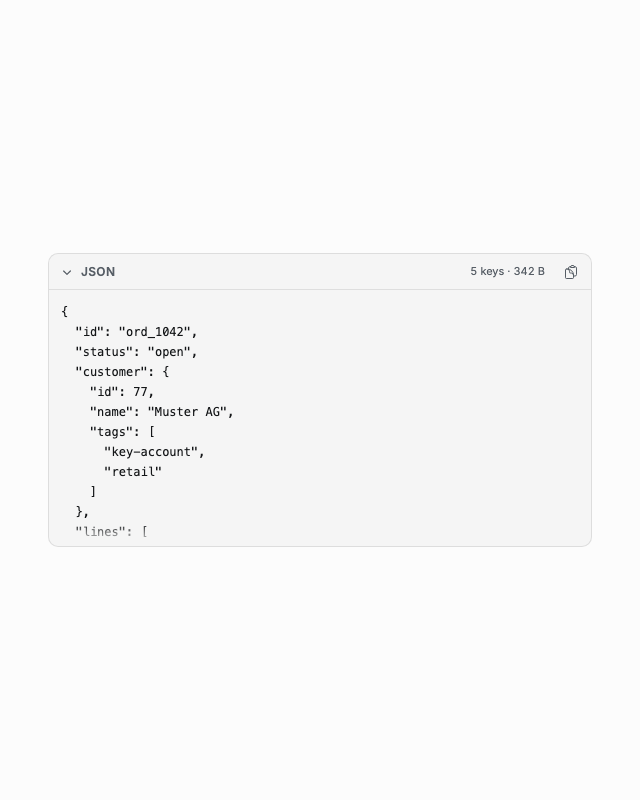 JSON
5 keys · 342 B
{
  "id": "ord_1042",
  "status": "open",
  "customer": {
    "id": 77,
    "name": "Muster AG",
    "tags": [
      "key-account",
      "retail"
    ]
  },
  "lines": [